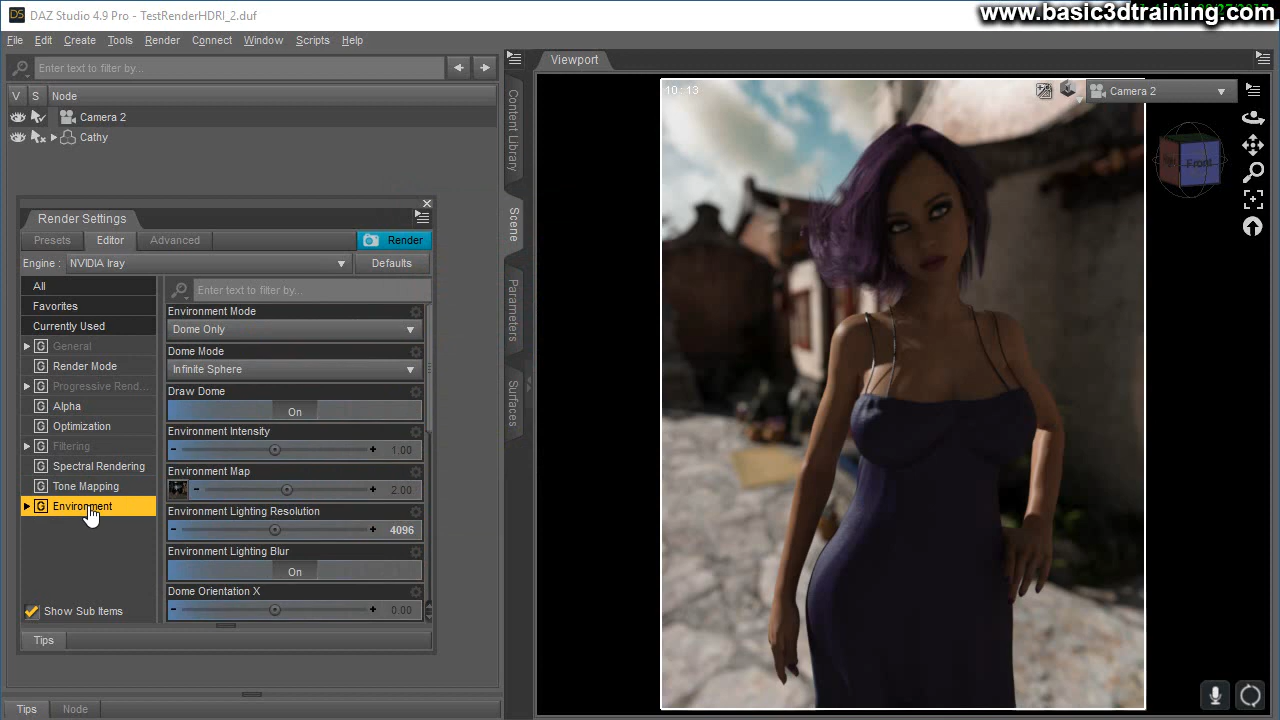 DAZ Studio 4.9 Pro - TestRenderHDRI_2.duf
www.basic3dtraining.com
File Edit Create Tools Render Connect Window Scripts Help
Enter text to filter by...
Viewport
V S Node
10:13
Camera 2
Camera 2
Cathy
Content Library
Scene
Parameters
Surfaces
Front
Render Settings
Presets Editor Advanced Render
Engine : NVIDIA Iray Defaults
All
Favorites
Currently Used
General
Render Mode
Progressive Rend...
Alpha
Optimization
Filtering
Spectral Rendering
Tone Mapping
Environment
Enter text to filter by...
Environment Mode
Dome Only
Dome Mode
Infinite Sphere
Draw Dome
On
Environment Intensity
1.00
Environment Map
2.00
Environment Lighting Resolution
4096
Environment Lighting Blur
On
Dome Orientation X
0.00
Show Sub Items
Tips
Tips Node